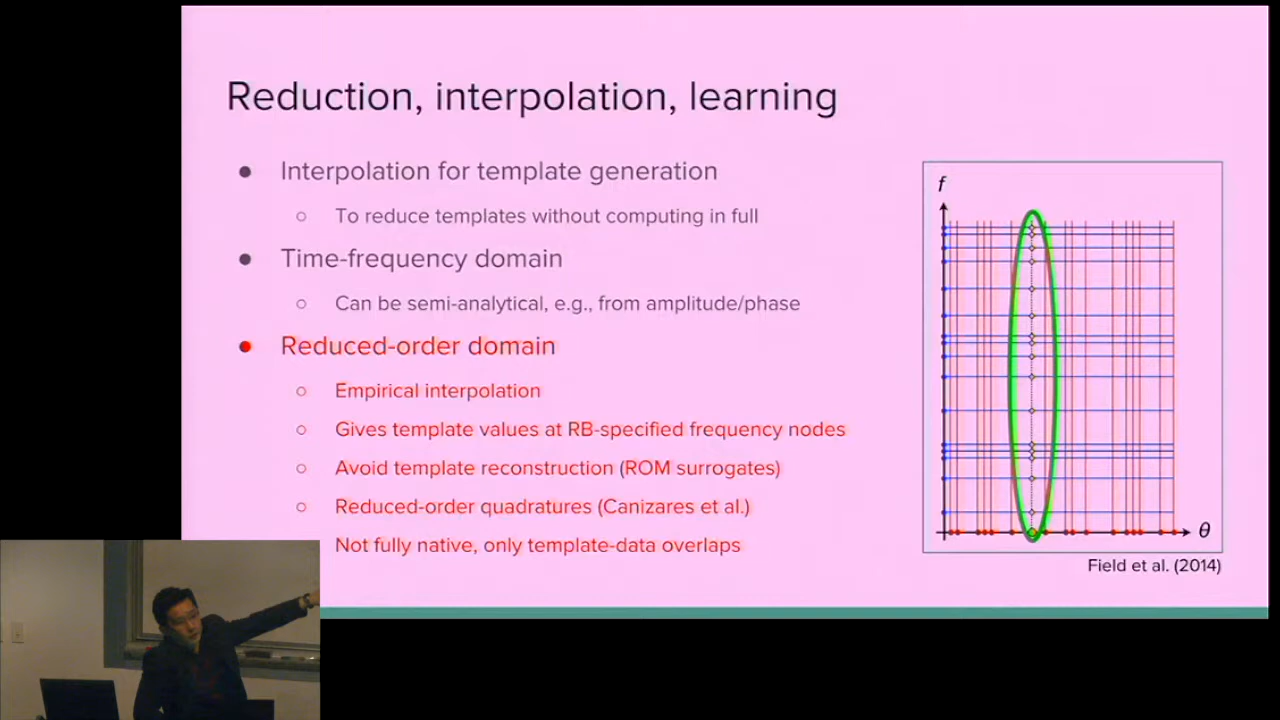 Reduction, interpolation, learning
● Interpolation for template generation
○ To reduce templates without computing in full
● Time-frequency domain
○ Can be semi-analytical, e.g., from amplitude/phase
● Reduced-order domain
○ Empirical interpolation
○ Gives template values at RB-specified frequency nodes
○ Avoid template reconstruction (ROM surrogates)
○ Reduced-order quadratures (Canizares et al.)
Not fully native, only template-data overlaps
f
θ
Field et al. (2014)